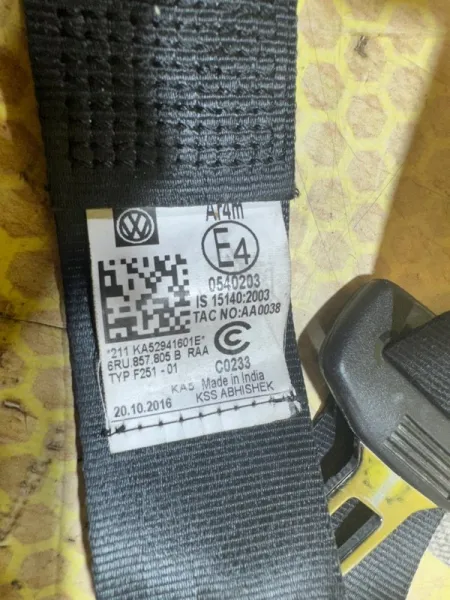 Ar4m
E4
0540203
IS 15140:2003
TAC NO:AA0038
*211 KA52941601E*
6RU.857.805 B RAA
TYP F251 - 01
C0233
KAS Made in India
20.10.2016
KSS ABHISHEK